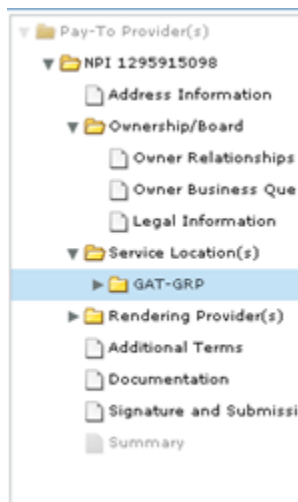 Pay-To Provider(s)
NPI 1295915098
Address Information
Ownership/Board
Owner Relationships
Owner Business Que
Legal Information
Service Location(s)
GAT-GRP
Rendering Provider(s)
Additional Terms
Documentation
Signature and Submissi
Summary